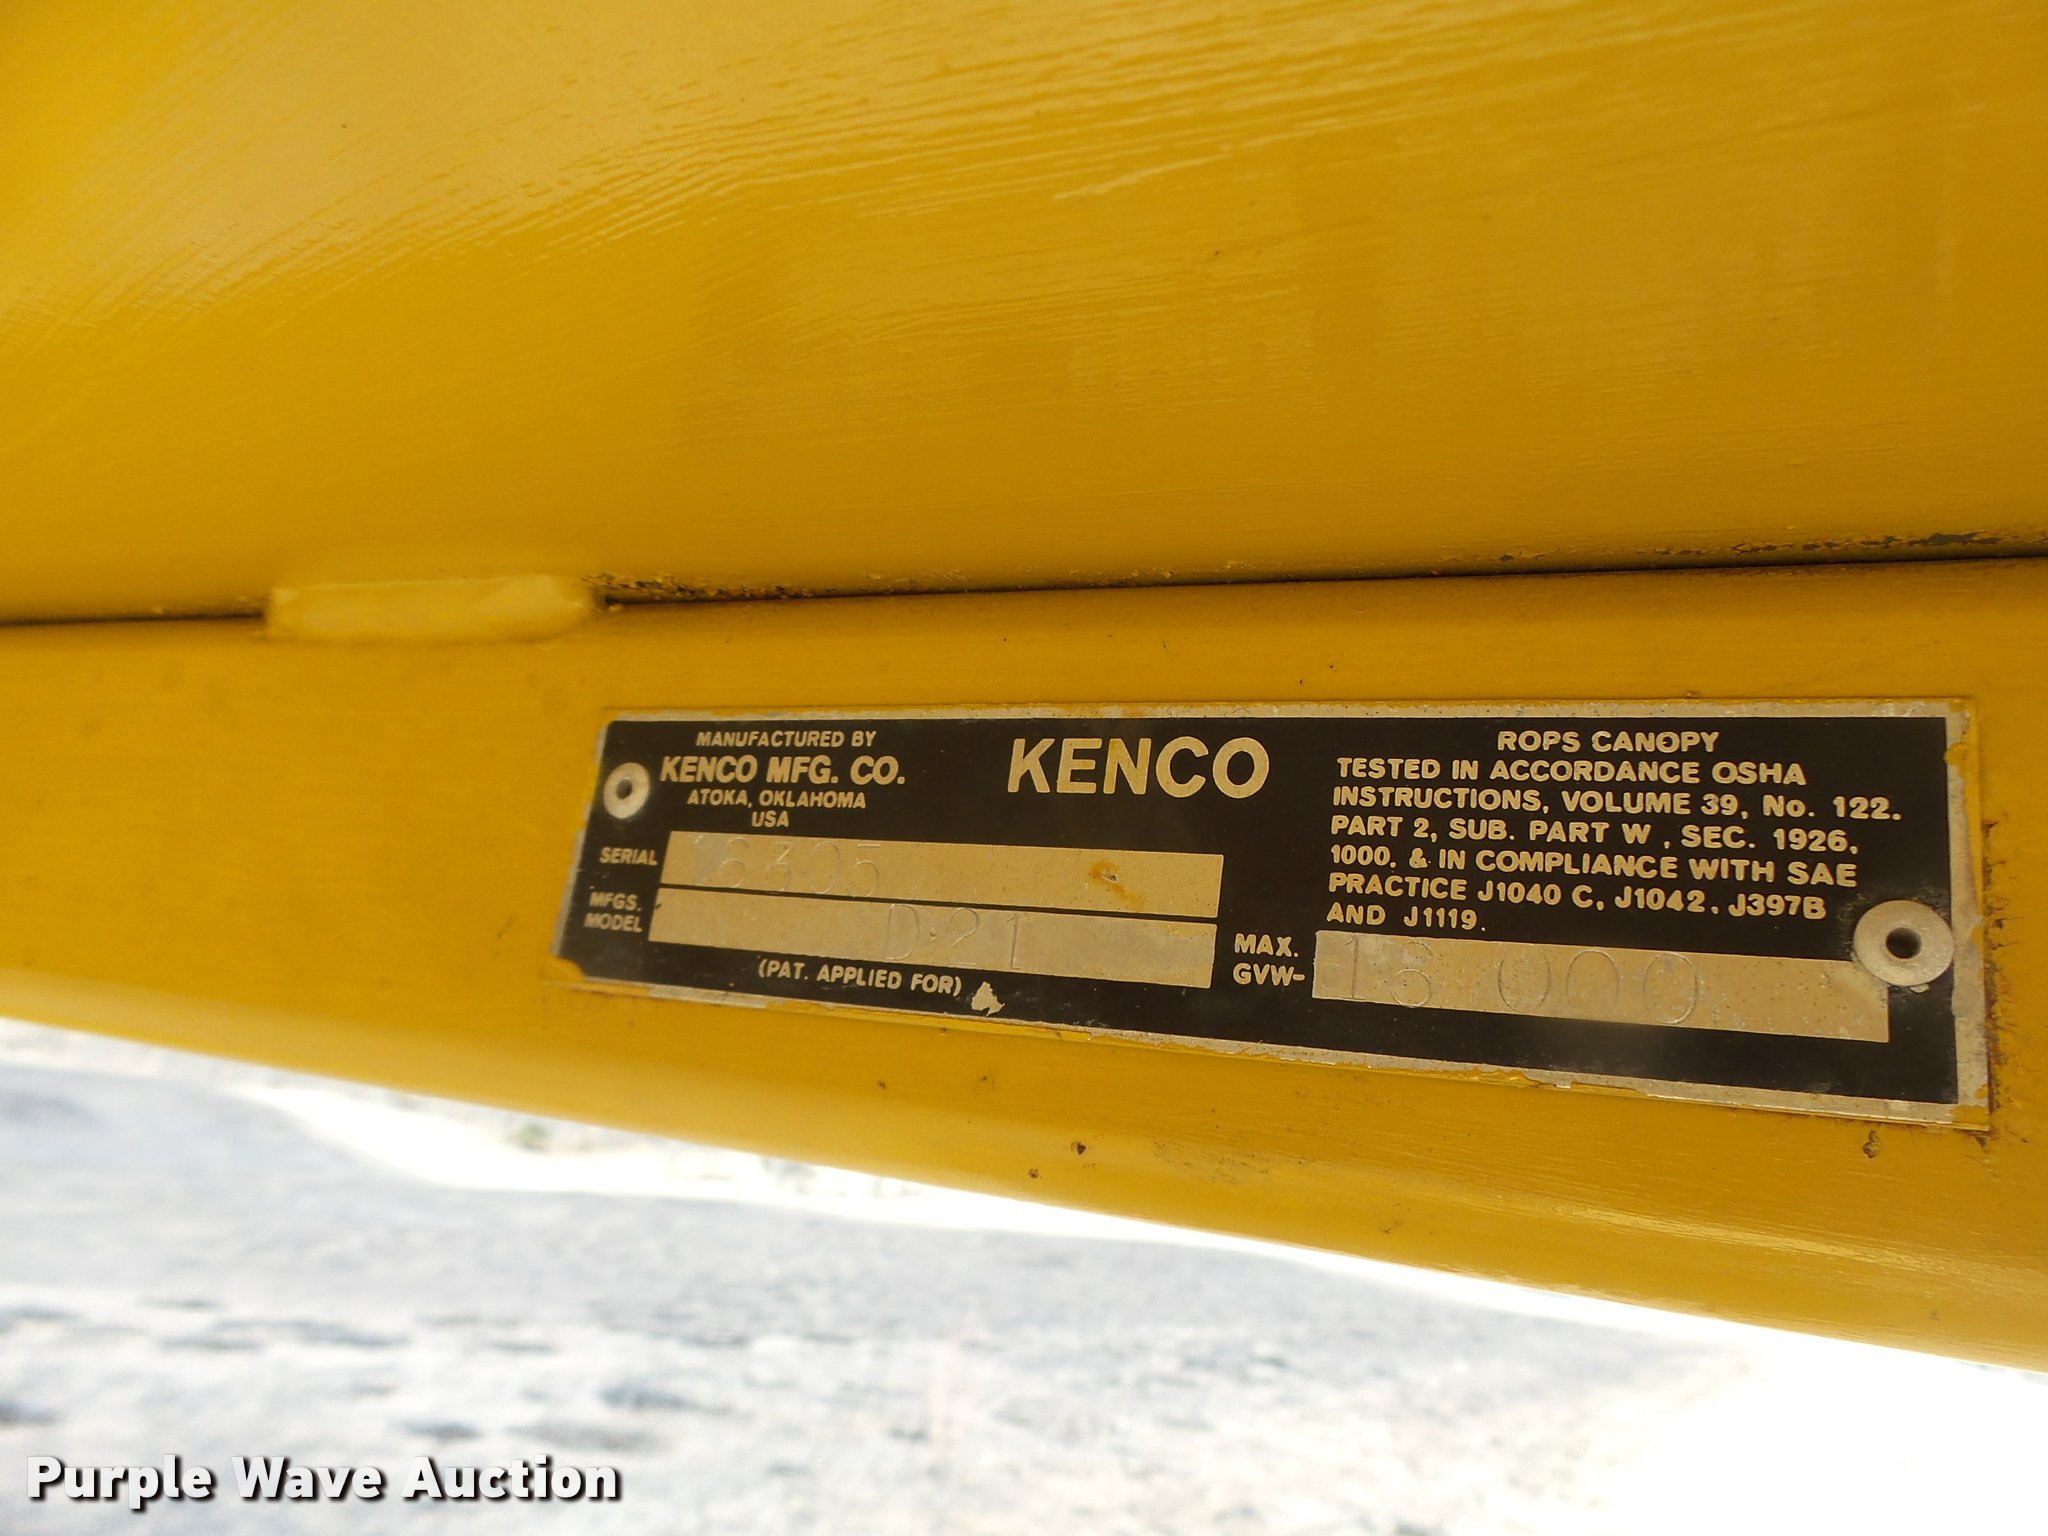 MANUFACTURED BY
KENCO MFG. CO.
ATOKA, OKLAHOMA
USA
SERIAL 16305
MFGS.
MODEL D-21
(PAT. APPLIED FOR)
KENCO
ROPS CANOPY
TESTED IN ACCORDANCE OSHA
INSTRUCTIONS, VOLUME 39, No. 122.
PART 2, SUB. PART W, SEC. 1926,
1000. & IN COMPLIANCE WITH SAE
PRACTICE J1040 C, J1042, J397B
AND J1119.
MAX.
GVW- 18 000
Purple Wave Auction